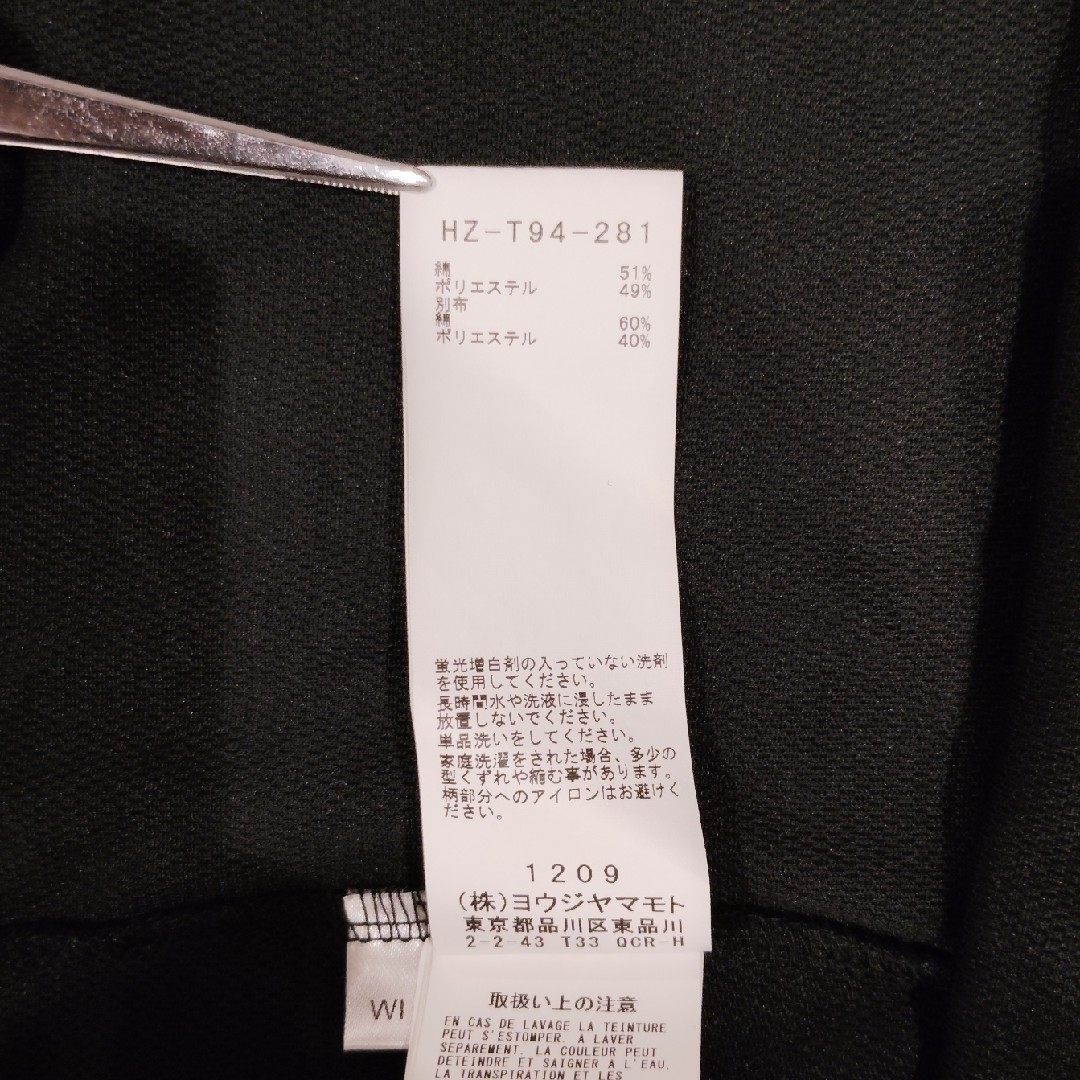 HZ-T94-281
綿 51%
ポリエステル 49%
別布
綿 60%
ポリエステル 40%
蛍光増白剤の入っていない洗剤
を使用してください。
長時間水や洗液に浸したまま
放置しないでください。
単品洗いをしてください。
家庭洗濯をされた場合、多少の
型くずれや縮む事があります。
柄部分へのアイロンはお避けく
ださい。
1209
(株)ヨウジヤマモト
東京都品川区東品川
2-2-43 T33 QCR-H
WI
取扱い上の注意
EN CAS DE LAVAGE LA TEINTURE
PEUT S'ESTOMPER. A LAVER
SEPAREMENT. LA COULEUR PEUT
DETEINDRE ET SAIGNER A L'EAU,
LA TRANSPIRATION ET LES